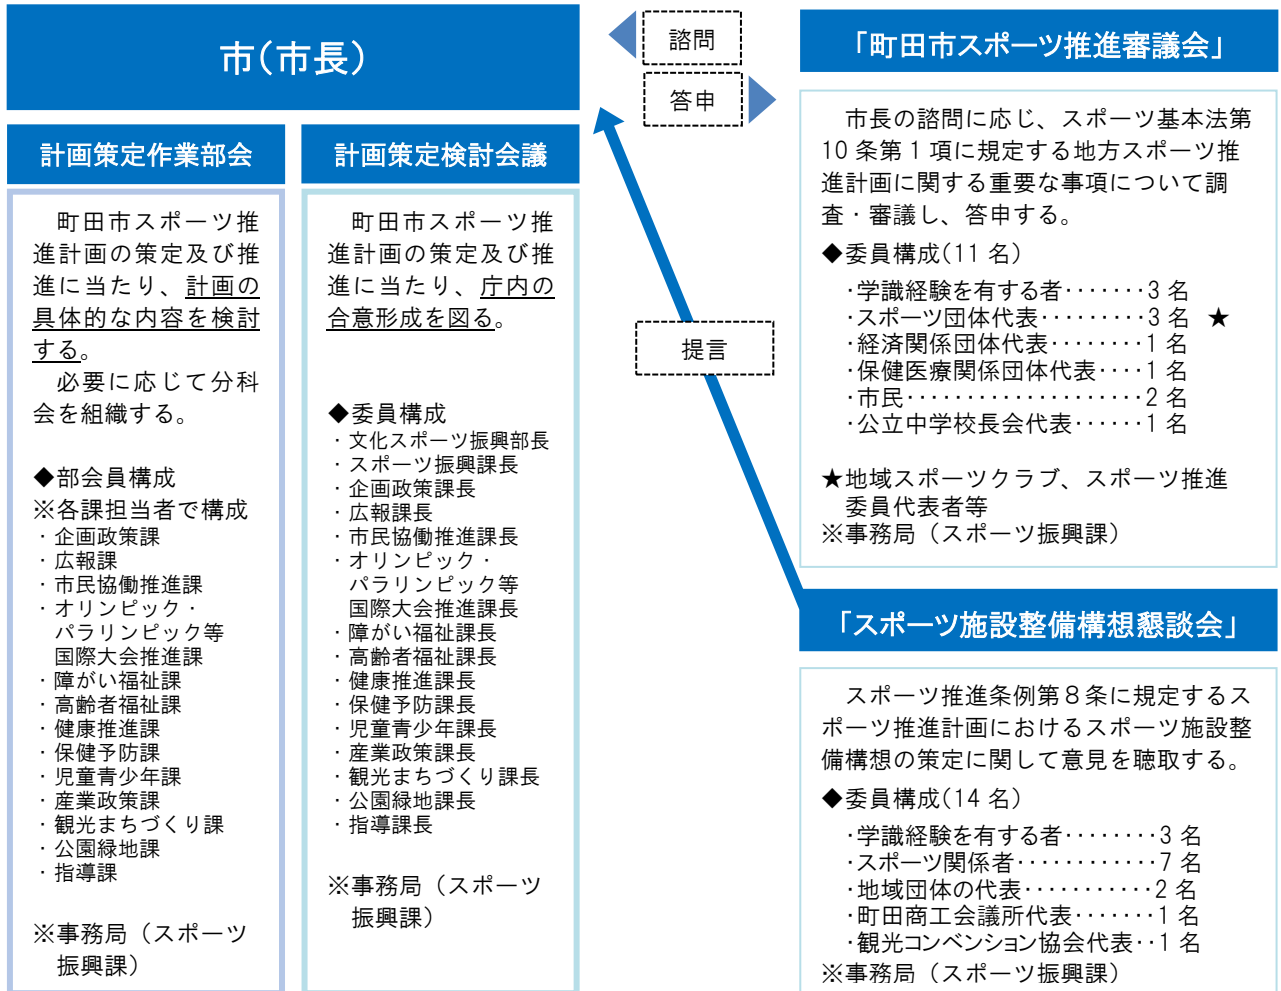 市(市長)
計画策定作業部会
町田市スポーツ推
進計画の策定及び推
進に当たり、計画の
具体的な内容を検討
する。
必要に応じて分科
会を組織する。
◆部会員構成
※各課担当者で構成
・企画政策課
・広報課
・市民協働推進課
・オリンピック・
パラリンピック等
国際大会推進課
・障がい福祉課
・高齢者福祉課
・健康推進課
・保健予防課
・児童青少年課
・産業政策課
・観光まちづくり課
・公園緑地課
・指導課
※事務局（スポーツ
振興課）
計画策定検討会議
町田市スポーツ推
進計画の策定及び推
進に当たり、庁内の
合意形成を図る。
◆委員構成
・文化スポーツ振興部長
・スポーツ振興課長
・企画政策課長
・広報課長
・市民協働推進課長
・オリンピック・
パラリンピック等
国際大会推進課長
・障がい福祉課長
・高齢者福祉課長
・健康推進課長
・保健予防課長
・児童青少年課長
・産業政策課長
・観光まちづくり課長
・公園緑地課長
・指導課長
※事務局（スポーツ
振興課）
諮問
答申
提言
「町田市スポーツ推進審議会」
市長の諮問に応じ、スポーツ基本法第
10 条第 1 項に規定する地方スポーツ推
進計画に関する重要な事項について調
査・審議し、答申する。
◆委員構成(11 名)
・学識経験を有する者・・・・・・・3 名
・スポーツ団体代表・・・・・・・・・3 名 ★
・経済関係団体代表・・・・・・・・1 名
・保健医療関係団体代表・・・・1 名
・市民・・・・・・・・・・・・・・・・・・・・2 名
・公立中学校長会代表・・・・・・1 名
★地域スポーツクラブ、スポーツ推進
委員代表者等
※事務局（スポーツ振興課）
「スポーツ施設整備構想懇談会」
スポーツ推進条例第８条に規定するス
ポーツ推進計画におけるスポーツ施設整
備構想の策定に関して意見を聴取する。
◆委員構成(14 名)
・学識経験を有する者・・・・・・・・3 名
・スポーツ関係者・・・・・・・・・・・・7 名
・地域団体の代表・・・・・・・・・・・2 名
・町田商工会議所代表・・・・・・・1 名
・観光コンベンション協会代表・・1 名
※事務局（スポーツ振興課）